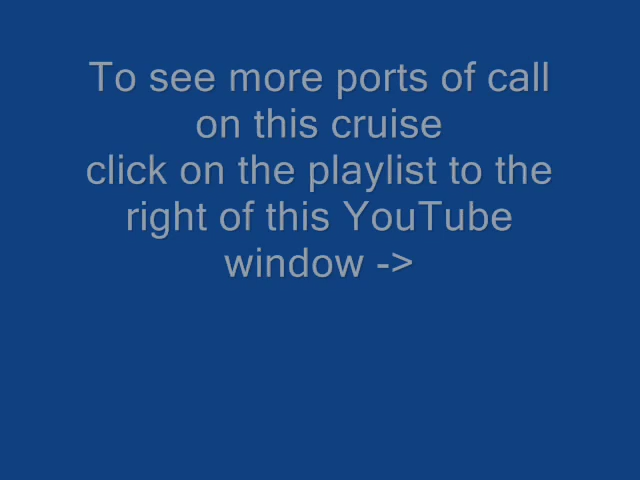 To see more ports of call
on this cruise
click on the playlist to the
right of this YouTube
window ->